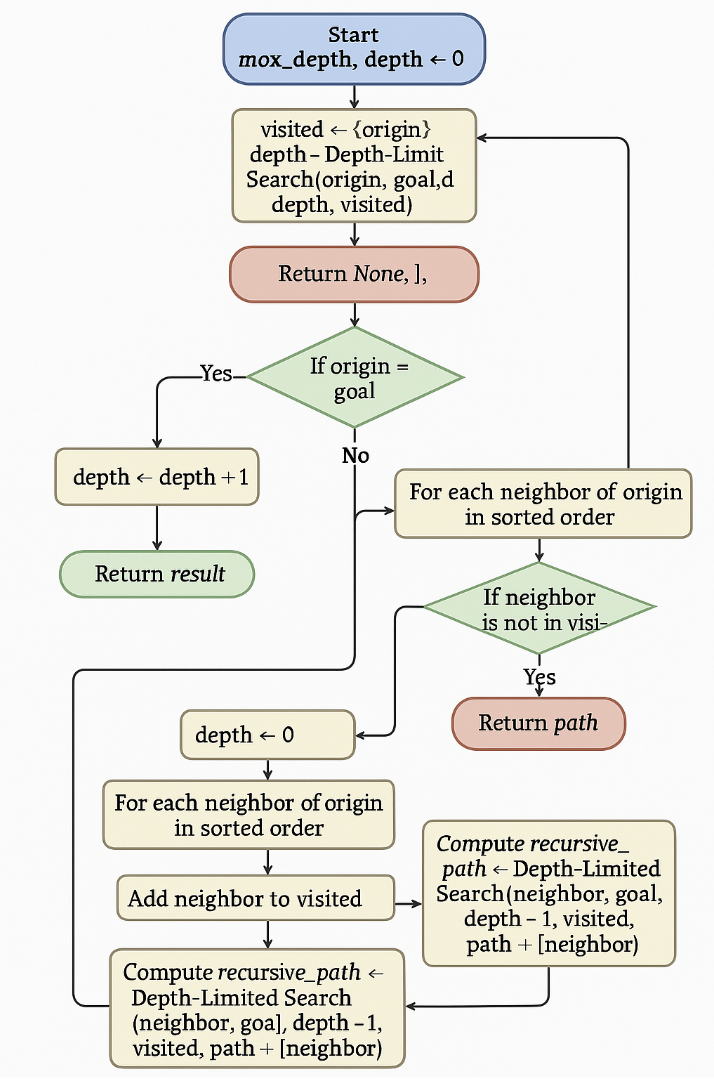 Start
mox_depth, depth ← 0
visited ← {origin}
depth – Depth-Limit
Search(origin, goal,d
depth, visited)
Return None, ],
If origin =
goal
Yes
No
depth ← depth +1
Return result
For each neighbor of origin
in sorted order
If neighbor
is not in visi-
Yes
Return path
depth ← 0
For each neighbor of origin
in sorted order
Add neighbor to visited
Compute recursive_
path ← Depth-Limited
Search(neighbor, goal,
depth – 1, visited,
path + [neighbor)
Compute recursive_path ←
Depth-Limited Search
(neighbor, goa], depth –1,
visited, path + [neighbor)